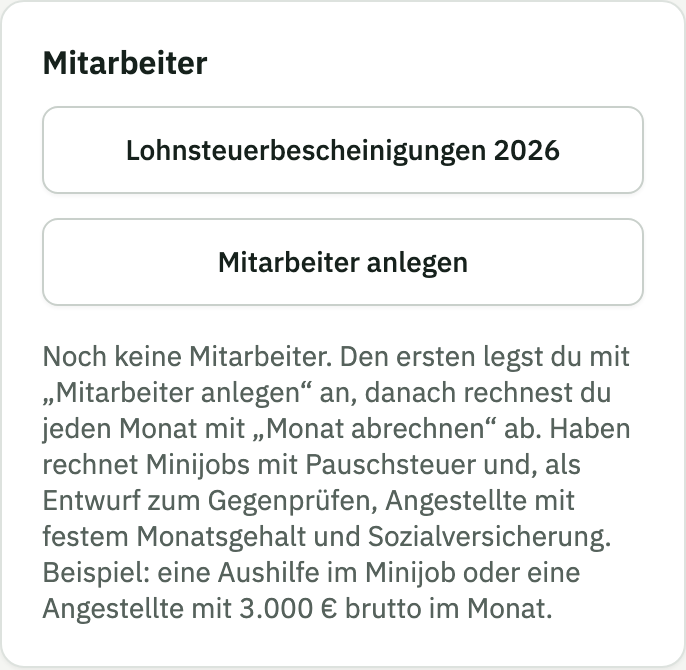 Mitarbeiter
Lohnsteuerbescheinigungen 2026
Mitarbeiter anlegen
Noch keine Mitarbeiter. Den ersten legst du mit
„Mitarbeiter anlegen“ an, danach rechnest du
jeden Monat mit „Monat abrechnen“ ab. Haben
rechnet Minijobs mit Pauschsteuer und, als
Entwurf zum Gegenprüfen, Angestellte mit
festem Monatsgehalt und Sozialversicherung.
Beispiel: eine Aushilfe im Minijob oder eine
Angestellte mit 3.000 € brutto im Monat.